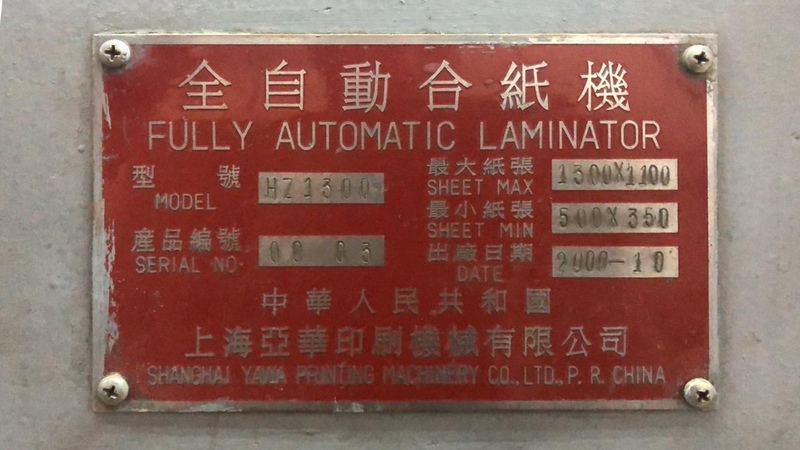 全自動合紙機
FULLY AUTOMATIC LAMINATOR
型號 HZ1300
MODEL
産品編號 00 03
SERIAL NO.
最大紙張 1300X1100
SHEET MAX
最小紙張 500X350
SHEET MIN
出廠日期 2000-10
DATE
中華人民共和國
上海亞華印刷機械有限公司
SHANGHAI YAWA PRINTING MACHINERY CO., LTD., P. R. CHINA